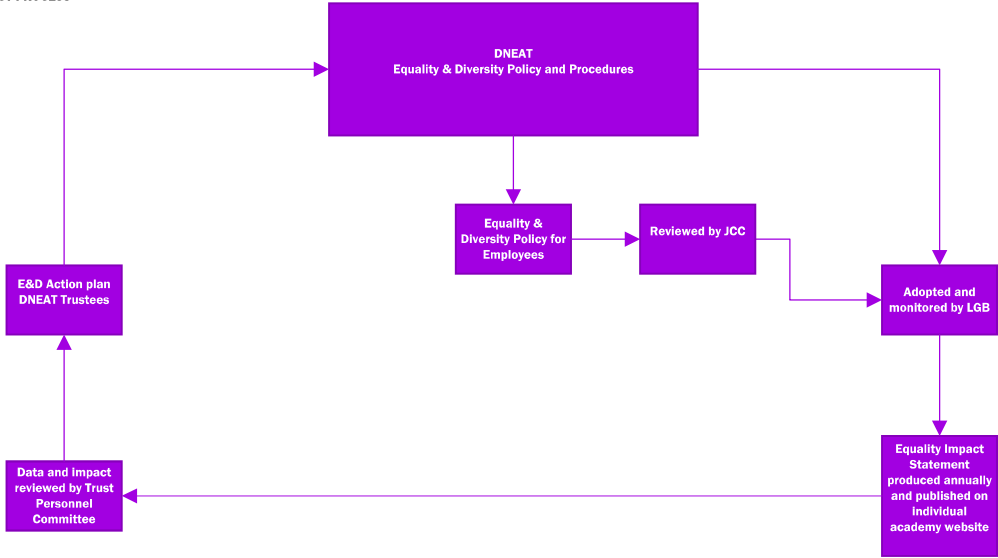 DNEAT
Equality & Diversity Policy and Procedures
Equality &
Diversity Policy for
Employees
Reviewed by JCC
E&D Action plan
DNEAT Trustees
Adopted and
monitored by LGB
Data and impact
reviewed by Trust
Personnel
Committee
Equality Impact
Statement
produced annually
and published on
individual
academy website